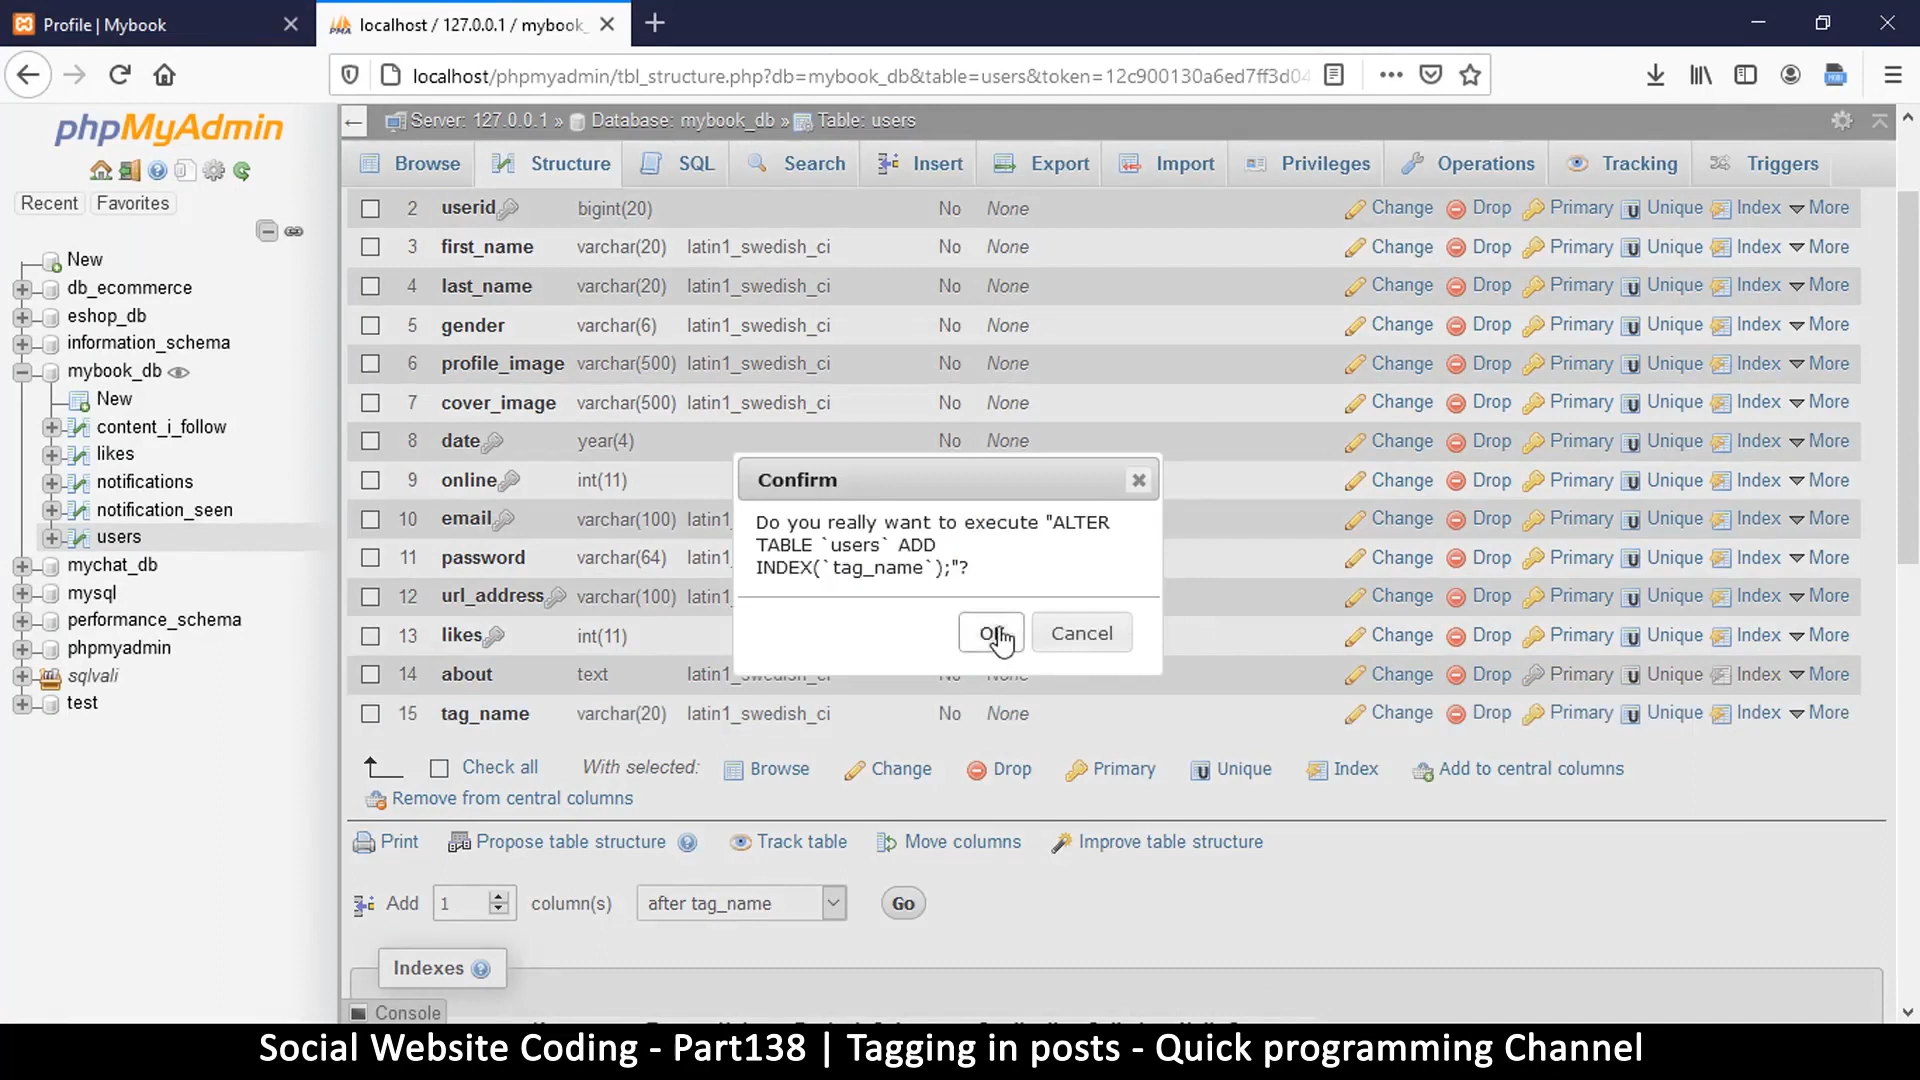 Profile | Mybook
localhost / 127.0.0.1 / mybook_
localhost/phpmyadmin/tbl_structure.php?db=mybook_db&table=users&token=12c900130a6ed7ff3d04
phpMyAdmin
Recent Favorites
New
db_ecommerce
eshop_db
information_schema
mybook_db
New
content_i_follow
likes
notifications
notification_seen
users
mychat_db
mysql
performance_schema
phpmyadmin
sqlvali
test
Server: 127.0.0.1 » Database: mybook_db » Table: users
Browse Structure SQL Search Insert Export Import Privileges Operations Tracking Triggers
2 userid bigint(20) No None Change Drop Primary Unique Index More
3 first_name varchar(20) latin1_swedish_ci No None Change Drop Primary Unique Index More
4 last_name varchar(20) latin1_swedish_ci No None Change Drop Primary Unique Index More
5 gender varchar(6) latin1_swedish_ci No None Change Drop Primary Unique Index More
6 profile_image varchar(500) latin1_swedish_ci No None Change Drop Primary Unique Index More
7 cover_image varchar(500) latin1_swedish_ci No None Change Drop Primary Unique Index More
8 date year(4) No None Change Drop Primary Unique Index More
9 online int(11) Change Drop Primary Unique Index More
10 email varchar(100) latin1_ Change Drop Primary Unique Index More
11 password varchar(64) latin1_ Change Drop Primary Unique Index More
12 url_address varchar(100) latin1_ Change Drop Primary Unique Index More
13 likes int(11) Change Drop Primary Unique Index More
14 about text latin1_swedish_ci No None Change Drop Primary Unique Index More
15 tag_name varchar(20) latin1_swedish_ci No None Change Drop Primary Unique Index More
Confirm
Do you really want to execute "ALTER
TABLE `users` ADD
INDEX(`tag_name`);"?
Cancel
Check all With selected: Browse Change Drop Primary Unique Index Add to central columns
Remove from central columns
Print Propose table structure Track table Move columns Improve table structure
Add 1 column(s) after tag_name Go
Indexes
Console
Social Website Coding - Part138 | Tagging in posts - Quick programming Channel